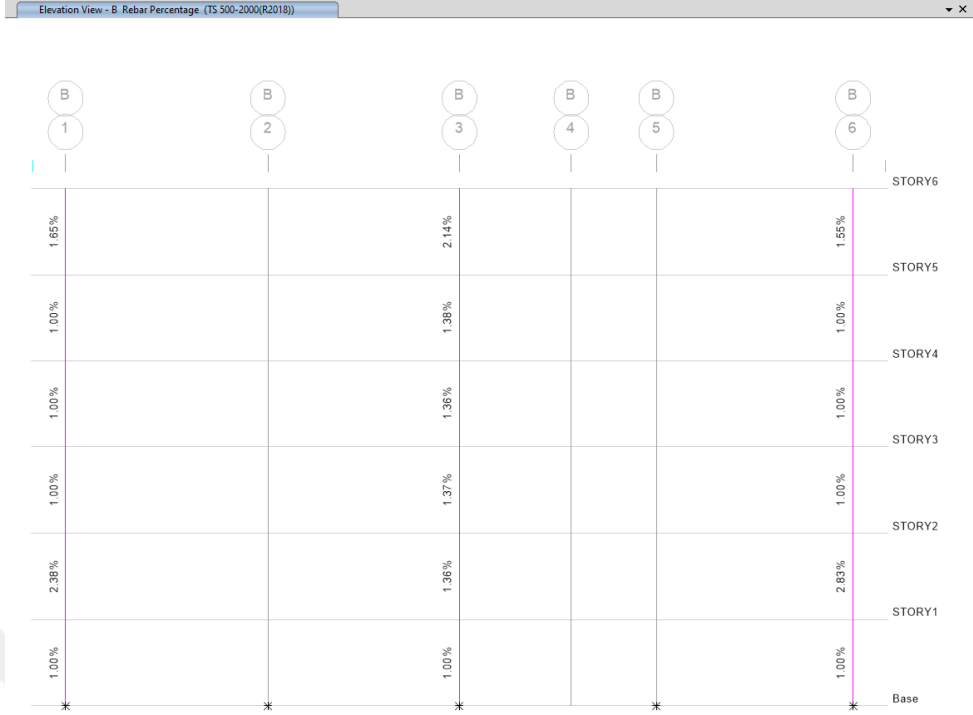 Elevation View - B Rebar Percentage (TS 500-2000(R2018))
B B B B B B
1 2 3 4 5 6
STORY6
1.65% 2.14% 1.55%
STORY5
1.00% 1.38% 1.00%
STORY4
1.00% 1.36% 1.00%
STORY3
1.00% 1.37% 1.00%
STORY2
2.38% 1.36% 2.83%
STORY1
1.00% 1.00% 1.00%
Base